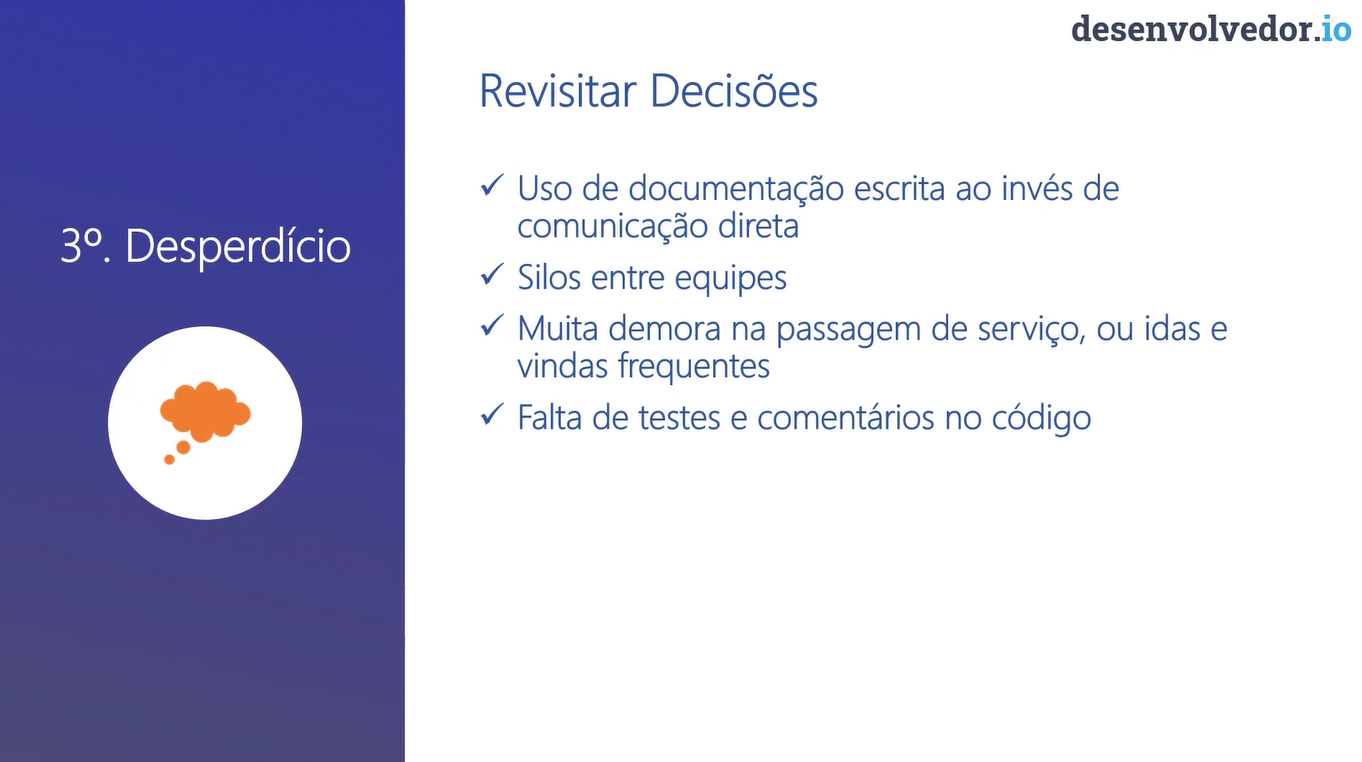 desenvolvedor.io
3º. Desperdício
Revisitar Decisões
✓ Uso de documentação escrita ao invés de
comunicação direta
✓ Silos entre equipes
✓ Muita demora na passagem de serviço, ou idas e
vindas frequentes
✓ Falta de testes e comentários no código